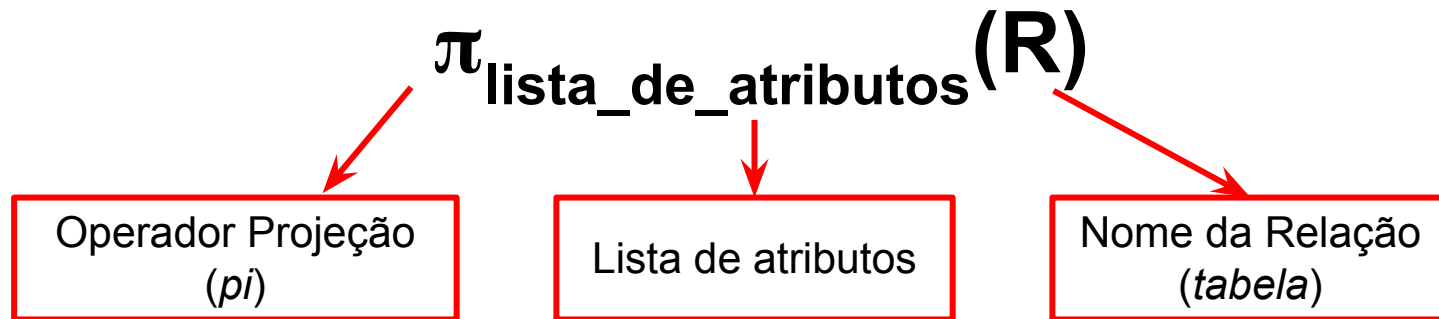 πlista_de_atributos(R)
Operador Projeção
(pi)
Lista de atributos
Nome da Relação
(tabela)